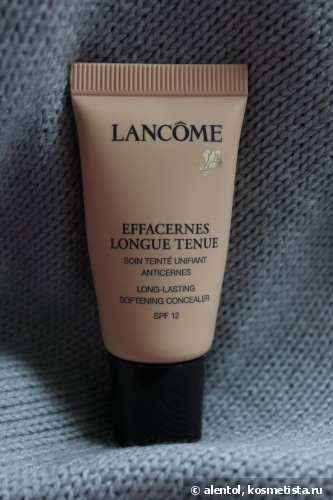 LANCÔME
EFFACERNES
LONGUE TENUE
SOIN TEINTÉ UNIFIANT
ANTICERNES
LONG-LASTING
SOFTENING CONCEALER
SPF 12
© alentol, kosmetista.ru